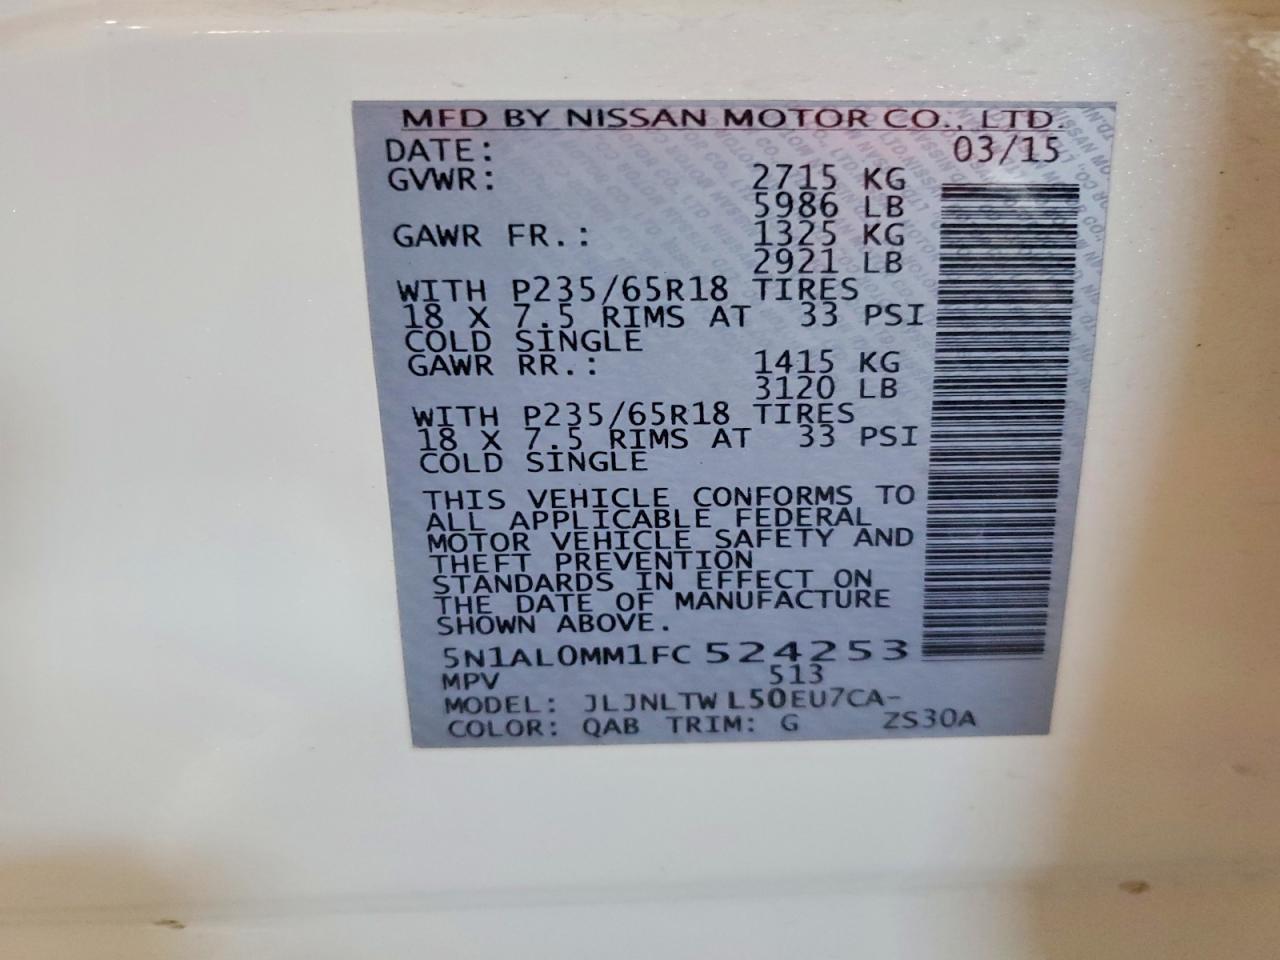 MFD BY NISSAN MOTOR CO., LTD.
DATE: 03/15
GVWR: 2715 KG
5986 LB
GAWR FR.: 1325 KG
2921 LB
WITH P235/65R18 TIRES
18 X 7.5 RIMS AT 33 PSI
COLD SINGLE
GAWR RR.: 1415 KG
3120 LB
WITH P235/65R18 TIRES
18 X 7.5 RIMS AT 33 PSI
COLD SINGLE
THIS VEHICLE CONFORMS TO
ALL APPLICABLE FEDERAL
MOTOR VEHICLE SAFETY AND
THEFT PREVENTION
STANDARDS IN EFFECT ON
THE DATE OF MANUFACTURE
SHOWN ABOVE.
5N1AL0MM1FC 524253
MPV 513
MODEL: JLJNLTW L50EU7CA-
COLOR: QAB TRIM: G ZS30A